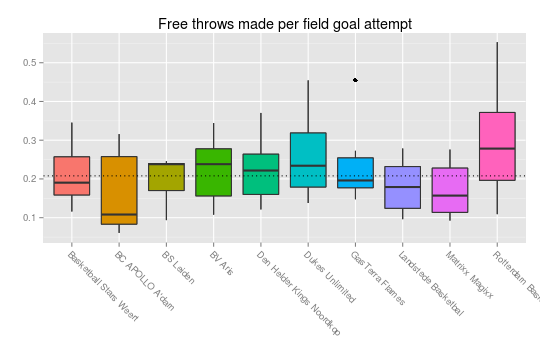 Free throws made per field goal attempt
0.5
0.4
0.3
0.2
0.1
Basketball Stars Weert
BC APOLLO A'dam
BS Leiden
BV Aris
Den Helder Kings Noordkop
Dukes Unlimited
GasTerra Flames
Landstede Basketbal
Matrixx Magixx
Rotterdam Bas